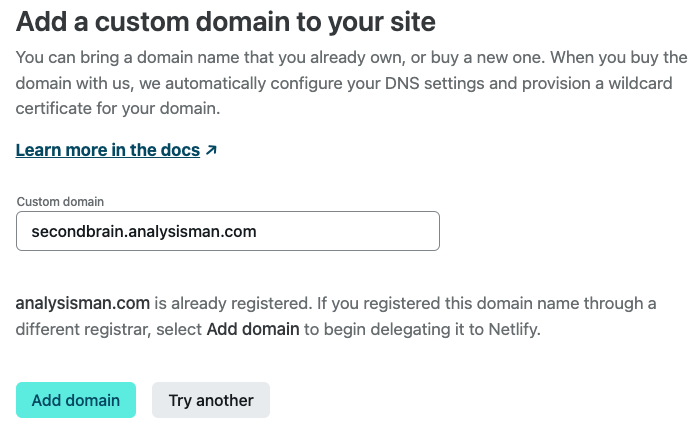 Add a custom domain to your site
You can bring a domain name that you already own, or buy a new one. When you buy the
domain with us, we automatically configure your DNS settings and provision a wildcard
certificate for your domain.
Learn more in the docs ↗
Custom domain
secondbrain.analysisman.com
analysisman.com is already registered. If you registered this domain name through a
different registrar, select Add domain to begin delegating it to Netlify.
Add domain
Try another